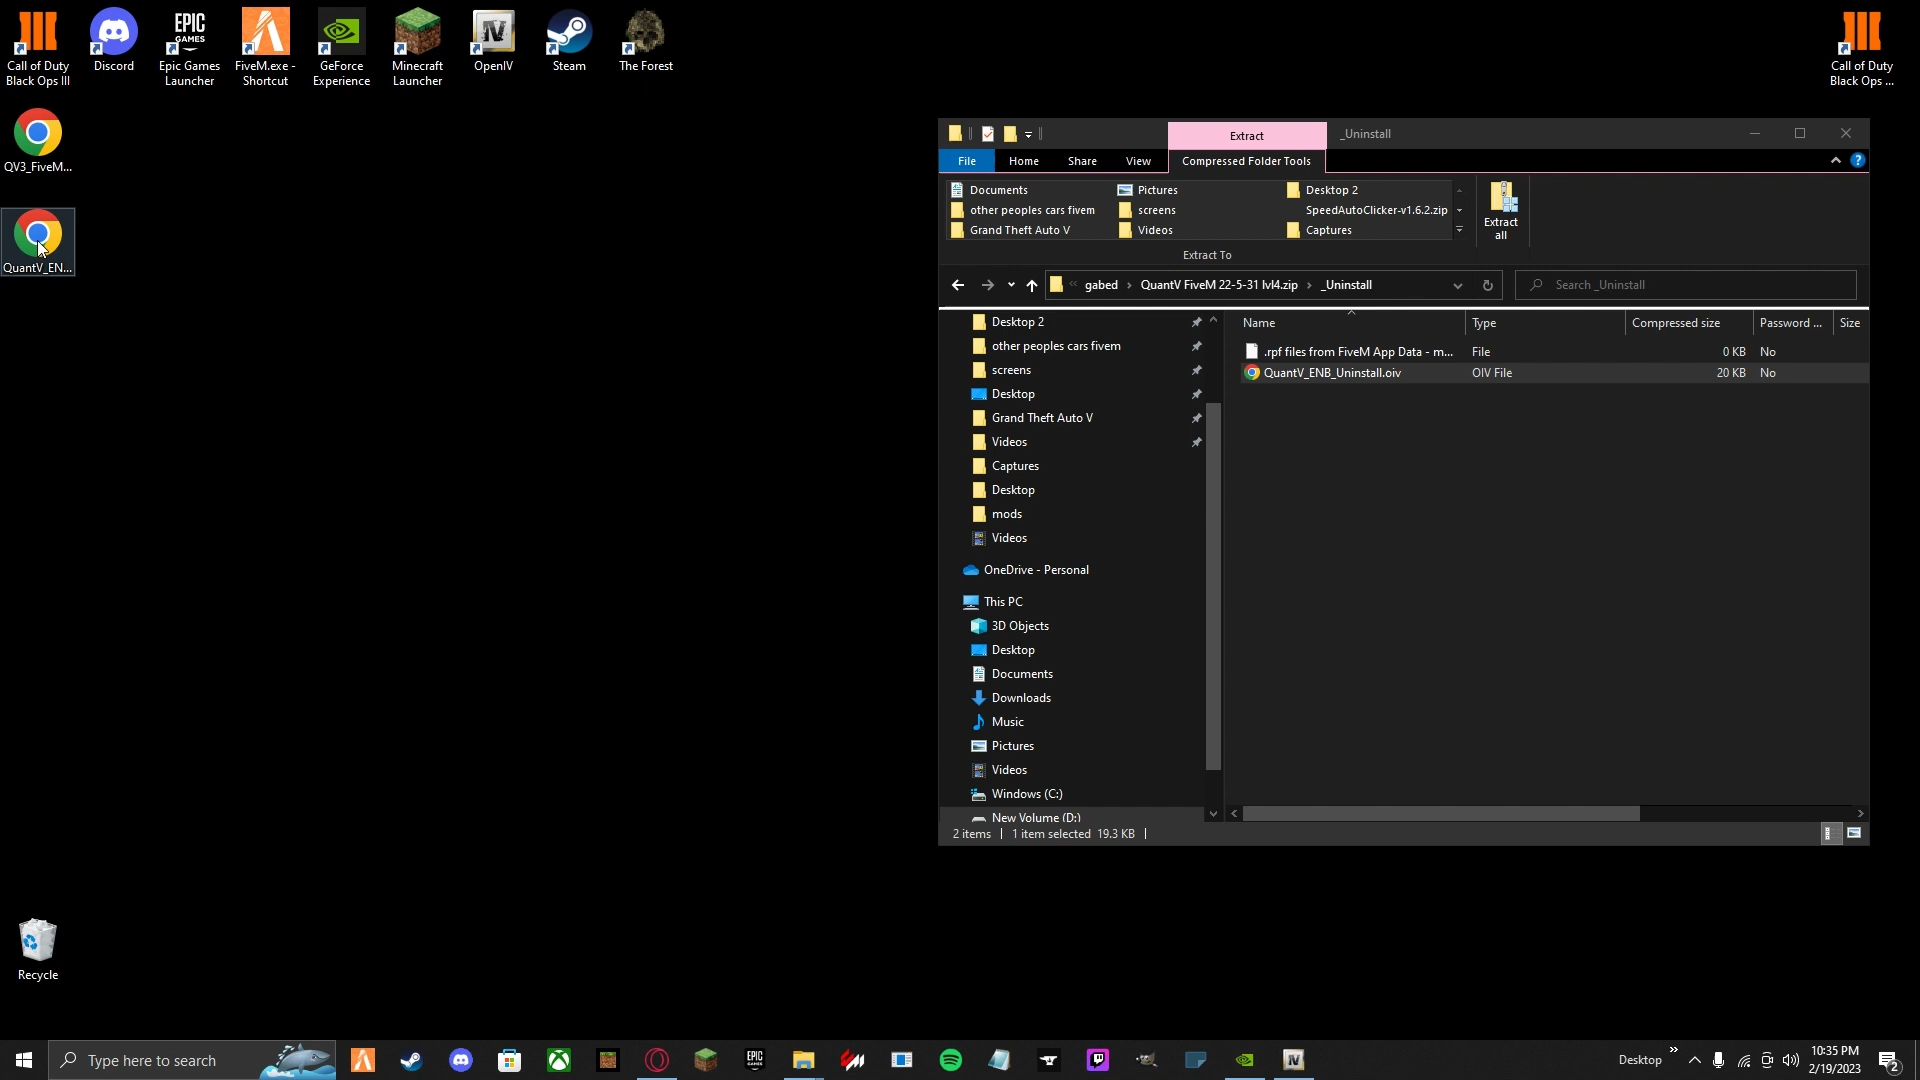 Call of Duty
Black Ops III
Discord
EPIC
GAMES
Epic Games
Launcher
FiveM.exe -
Shortcut
GeForce
Experience
Minecraft
Launcher
OpenIV
Steam
The Forest
Call of Duty
Black Ops ...
QV3_FiveM...
QuantV_EN...
Recycle
Extract
_Uninstall
File
Home
Share
View
Compressed Folder Tools
Documents
Pictures
Desktop 2
other peoples cars fivem
screens
SpeedAutoClicker-v1.6.2.zip
Grand Theft Auto V
Videos
Captures
Extract
all
Extract To
« gabed › QuantV FiveM 22-5-31 lvl4.zip › _Uninstall
Search _Uninstall
Name
Type
Compressed size
Password ...
Size
.rpf files from FiveM App Data - m...
File
0 KB
No
QuantV_ENB_Uninstall.oiv
OIV File
20 KB
No
Desktop 2
other peoples cars fivem
screens
Desktop
Grand Theft Auto V
Videos
Captures
Desktop
mods
Videos
OneDrive - Personal
This PC
3D Objects
Desktop
Documents
Downloads
Music
Pictures
Videos
Windows (C:)
New Volume (D:)
2 items
1 item selected 19.3 KB
Type here to search
EPIC
GAMES
Desktop
10:35 PM
2/19/2023
2